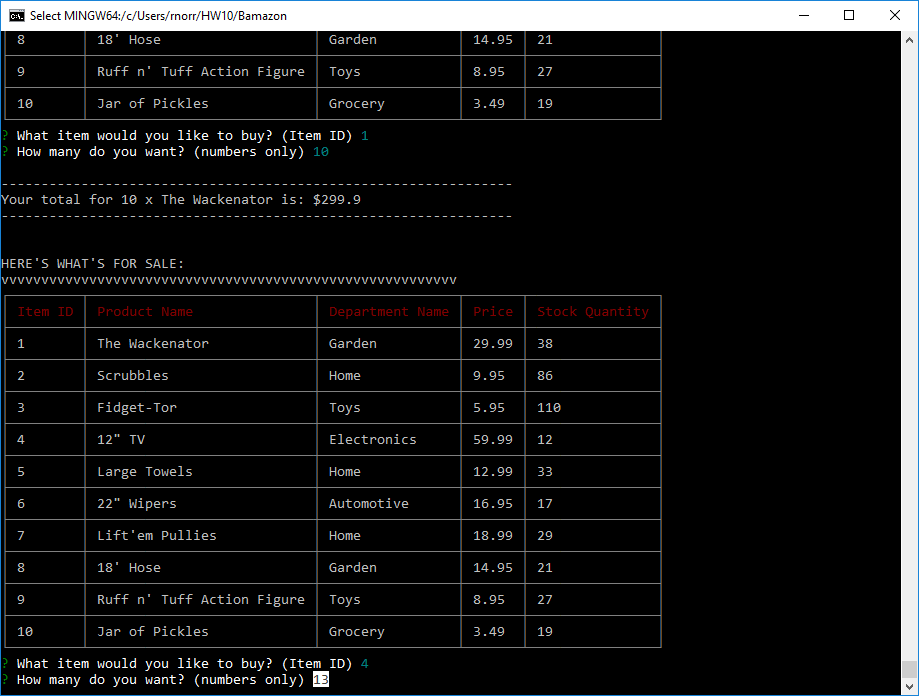 Select MINGW64:/c/Users/rnorr/HW10/Bamazon
8 18' Hose Garden 14.95 21
9 Ruff n' Tuff Action Figure Toys 8.95 27
10 Jar of Pickles Grocery 3.49 19
? What item would you like to buy? (Item ID) 1
? How many do you want? (numbers only) 10
----------------------------------------------------------------
Your total for 10 x The Wackenator is: $299.9
----------------------------------------------------------------
HERE'S WHAT'S FOR SALE:
vvvvvvvvvvvvvvvvvvvvvvvvvvvvvvvvvvvvvvvvvvvvvvvvvvvvvvvvv
Item ID Product Name Department Name Price Stock Quantity
1 The Wackenator Garden 29.99 38
2 Scrubbles Home 9.95 86
3 Fidget-Tor Toys 5.95 110
4 12" TV Electronics 59.99 12
5 Large Towels Home 12.99 33
6 22" Wipers Automotive 16.95 17
7 Lift'em Pullies Home 18.99 29
8 18' Hose Garden 14.95 21
9 Ruff n' Tuff Action Figure Toys 8.95 27
10 Jar of Pickles Grocery 3.49 19
? What item would you like to buy? (Item ID) 4
? How many do you want? (numbers only) 13